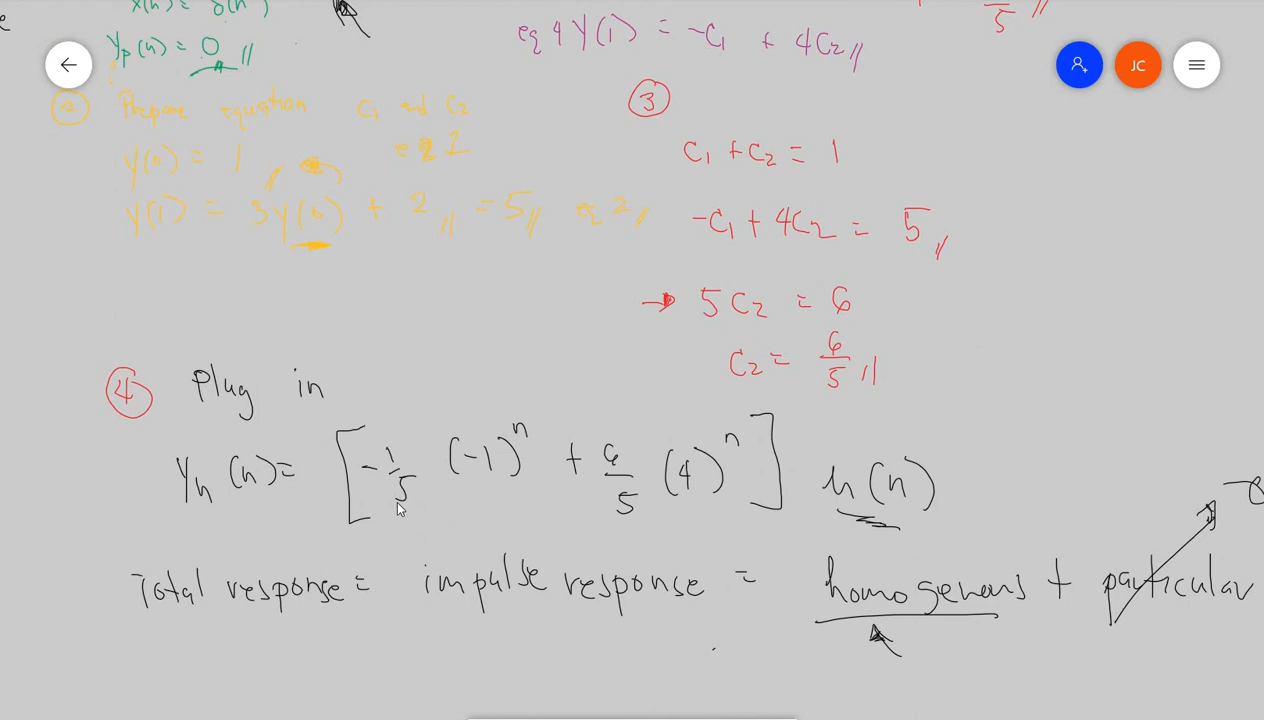 x(n) = δ(n)
Yp(n) = 0 //
eq 4 Y(1) = -C1 + 4C2 //
5 //
JC
2 Prepare equation C1 and C2
Y(0) = 1 // eq 2
Y(1) = 3Y(0) + 2 // = 5 // eq 2 //
3
C1 + C2 = 1
-C1 + 4C2 = 5 //
→ 5C2 = 6
C2 = 6/5 //
4 Plug in
Yh(n) = [-1/5 (-1)^n + 6/5 (4)^n] h(n)
Total response = impulse response = homogenous + particular